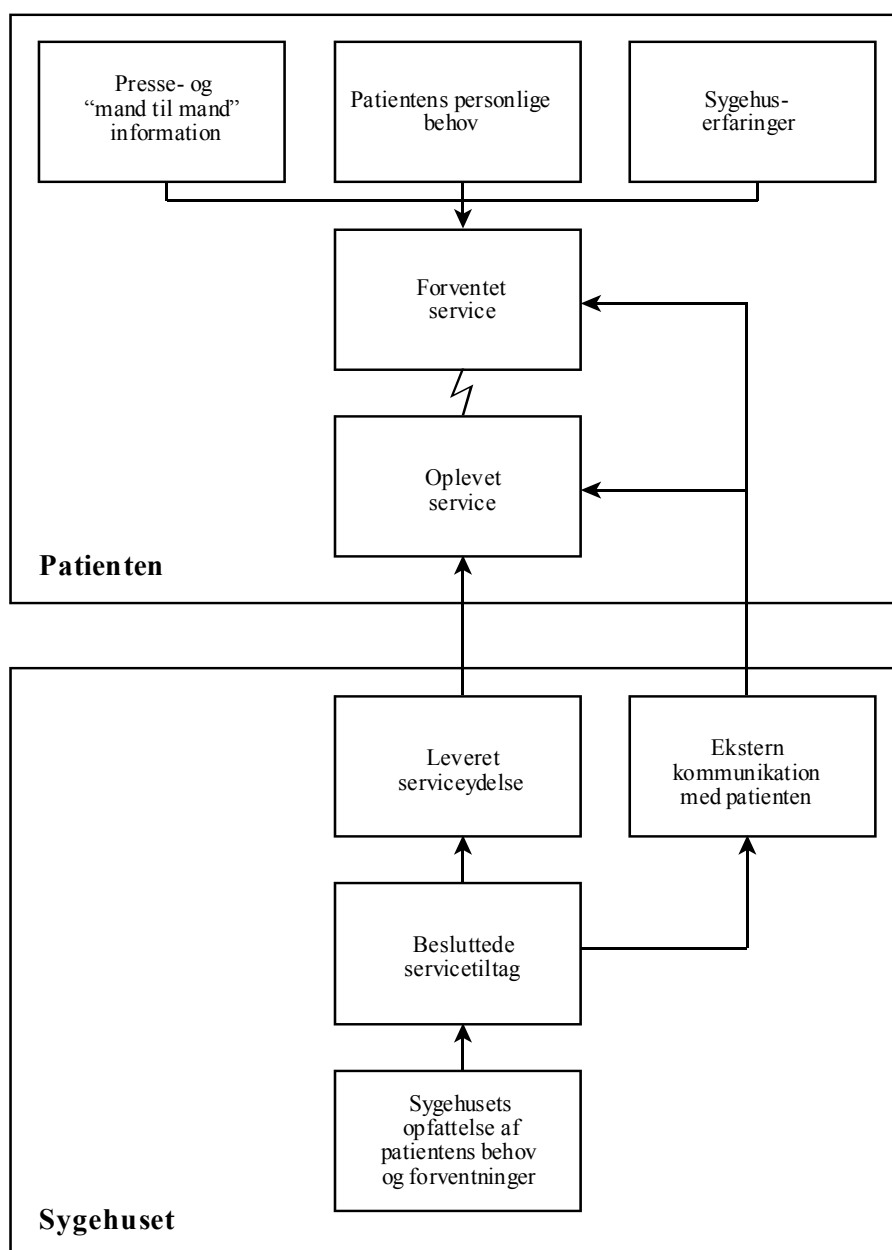 Presse- og
“mand til mand”
information
Patientens personlige
behov
Sygehus-
erfaringer
Forventet
service
Oplevet
service
Patienten
Leveret
serviceydelse
Ekstern
kommunikation
med patienten
Besluttede
servicetiltag
Sygehusets
opfattelse af
patientens behov
og forventninger
Sygehuset